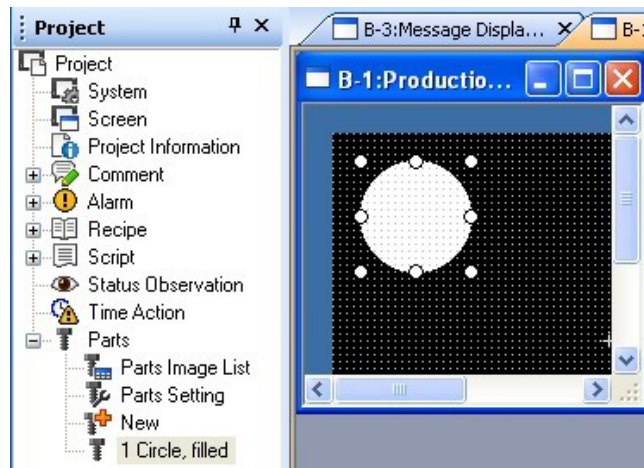 Project
B-3:Message Displa...
B-
Project
System
Screen
Project Information
Comment
Alarm
Recipe
Script
Status Observation
Time Action
Parts
Parts Image List
Parts Setting
New
1 Circle, filled
B-1:Productio...